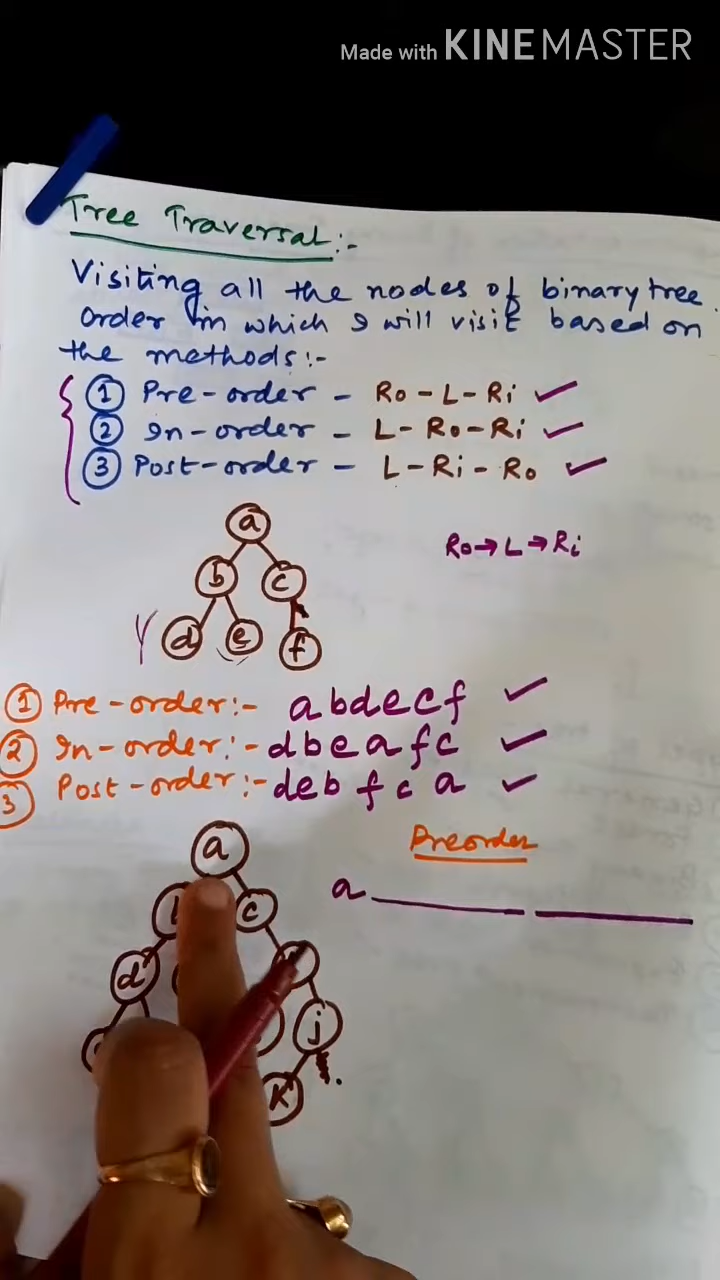 Made with KINEMASTER
Tree Traversal:-
Visiting all the nodes of binary tree.
Order in which I will visit based on
the methods:-
① Pre-order - Ro-L-Ri ✓
② In-order - L-Ro-Ri ✓
③ Post-order - L-Ri-Ro ✓
a
Ro→L→Ri
b c
d e f
① Pre-order:- abdecf ✓
② In-order:- dbeafc ✓
③ Post-order:- debfca ✓
Preorder
a
a
c
d
j
K